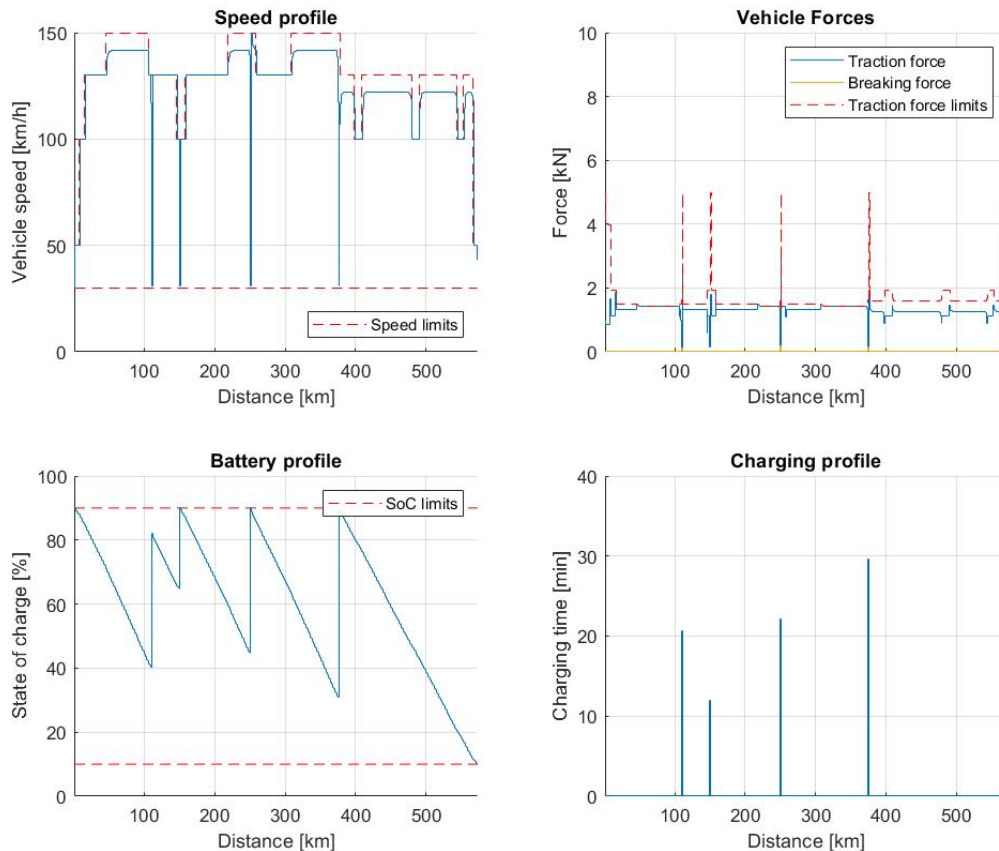 Speed profile
150
100
50
0
Vehicle speed [km/h]
Speed limits
100 200 300 400 500
Distance [km]
Vehicle Forces
10
8
6
4
2
0
Force [kN]
Traction force
Breaking force
Traction force limits
100 200 300 400 500
Distance [km]
Battery profile
100
80
60
40
20
0
State of charge [%]
SoC limits
100 200 300 400 500
Distance [km]
Charging profile
40
30
20
10
0
Charging time [min]
100 200 300 400 500
Distance [km]